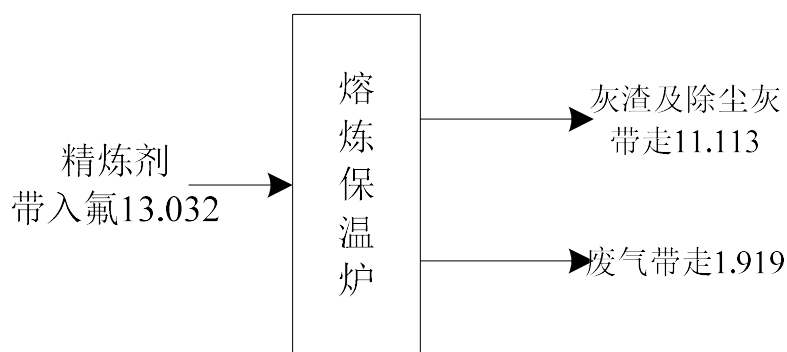 精炼剂
带入氟13.032
熔
炼
保
温
炉
灰渣及除尘灰
带走11.113
废气带走1.919